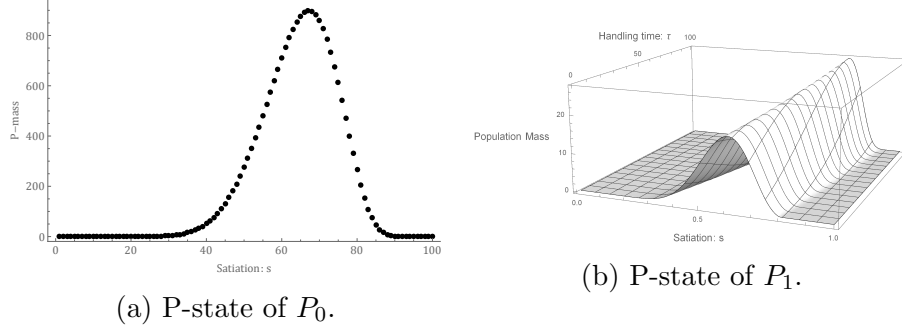 800
600
400
200
0
P-mass
0 20 40 60 80 100
Satiation: s
(a) P-state of P₀.
Handling time: τ
100
50
0
20
10
0
Population Mass
0.0 0.5 1.0
Satiation: s
(b) P-state of P₁.